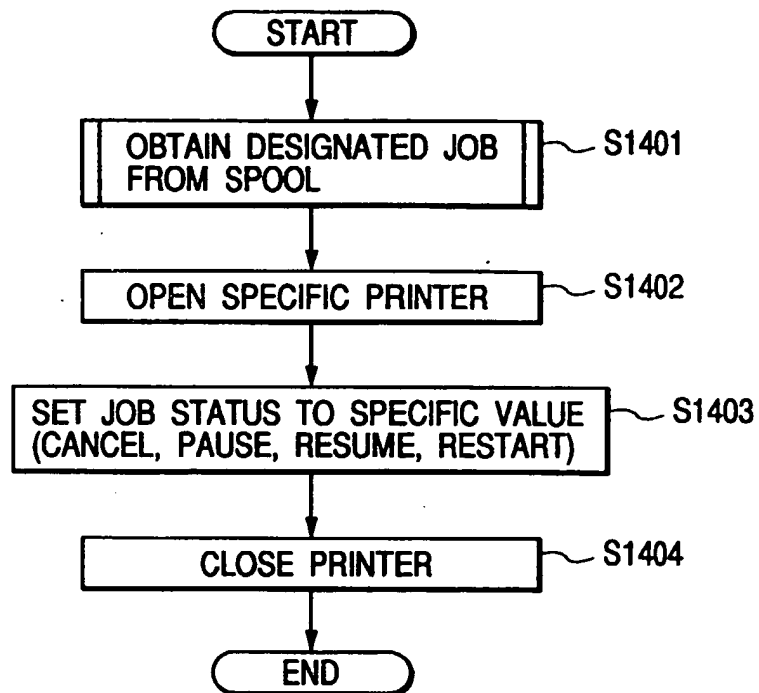 START
OBTAIN DESIGNATED JOB
FROM SPOOL
S1401
OPEN SPECIFIC PRINTER
S1402
SET JOB STATUS TO SPECIFIC VALUE
(CANCEL, PAUSE, RESUME, RESTART)
S1403
CLOSE PRINTER
S1404
END